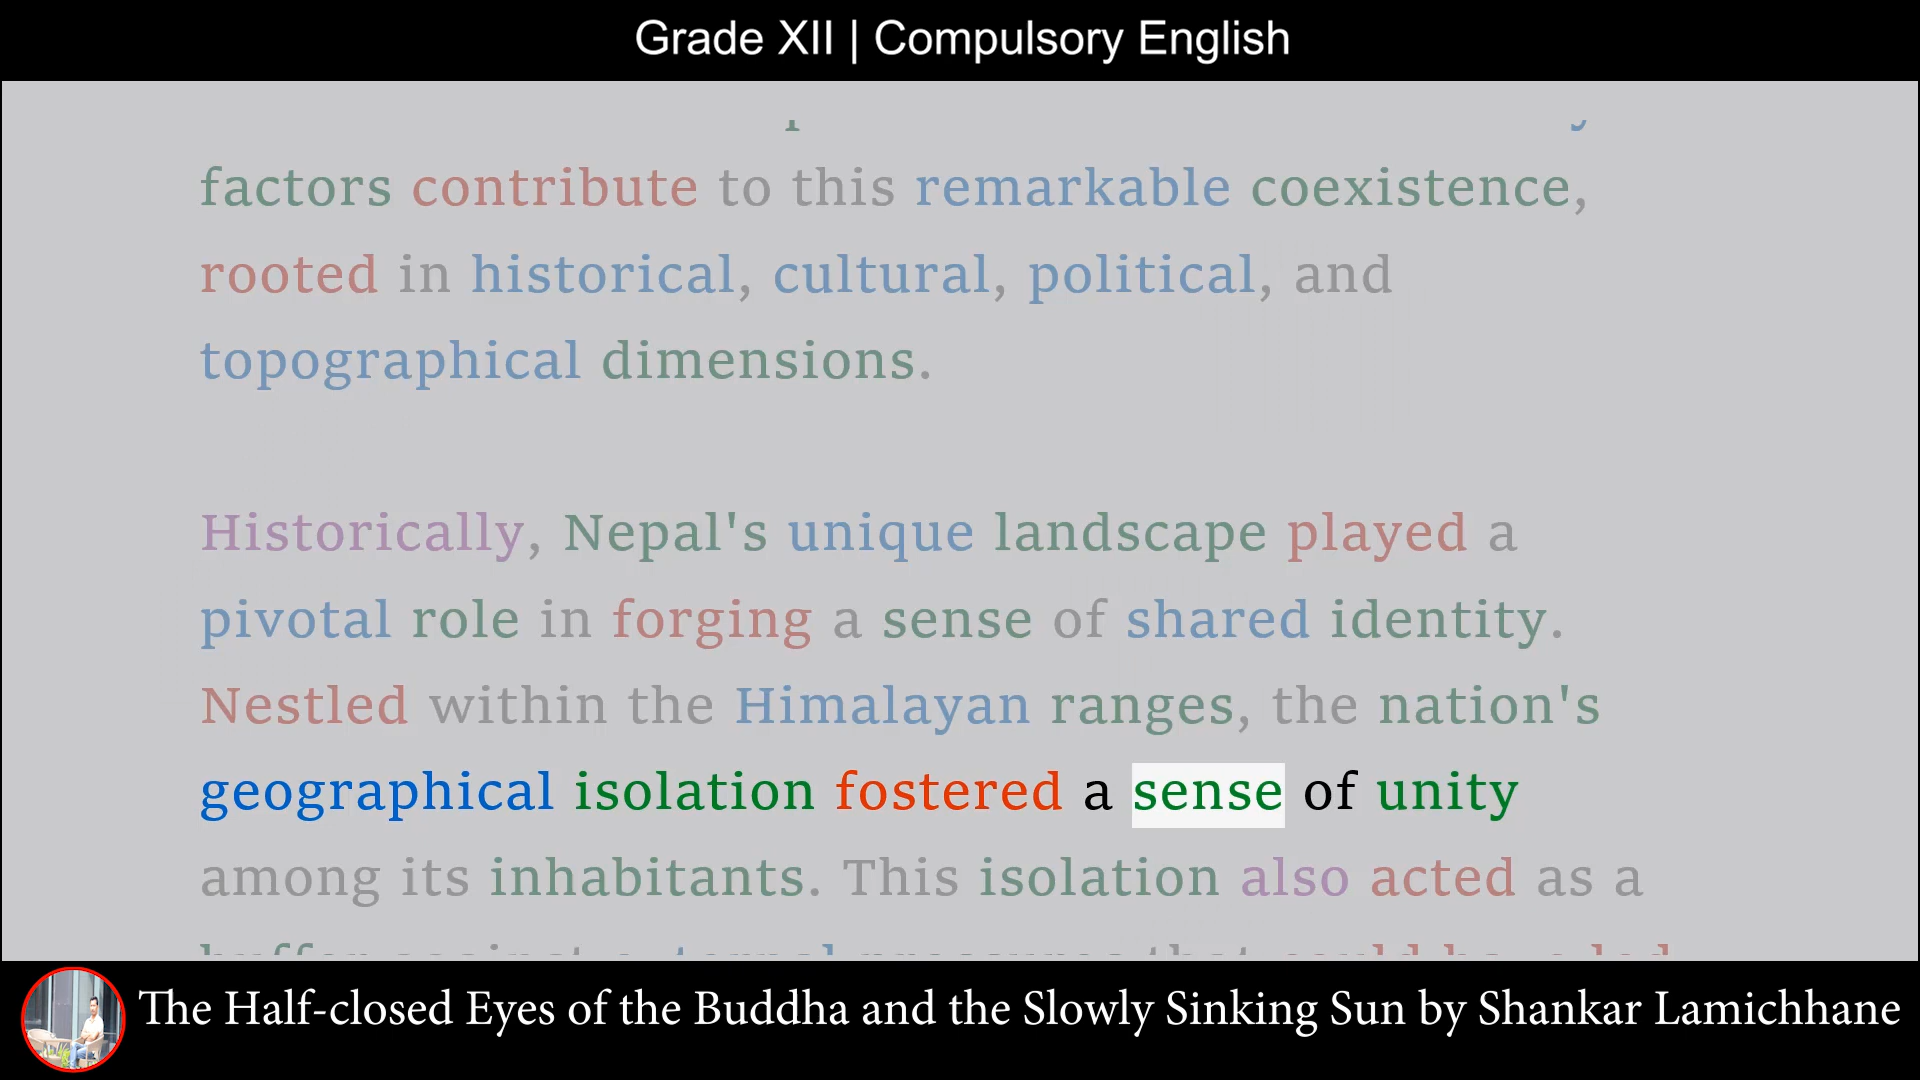 Grade XII | Compulsory English
factors contribute to this remarkable coexistence,
rooted in historical, cultural, political, and
topographical dimensions.
Historically, Nepal's unique landscape played a
pivotal role in forging a sense of shared identity.
Nestled within the Himalayan ranges, the nation's
geographical isolation fostered a sense of unity
among its inhabitants. This isolation also acted as a
The Half-closed Eyes of the Buddha and the Slowly Sinking Sun by Shankar Lamichhane